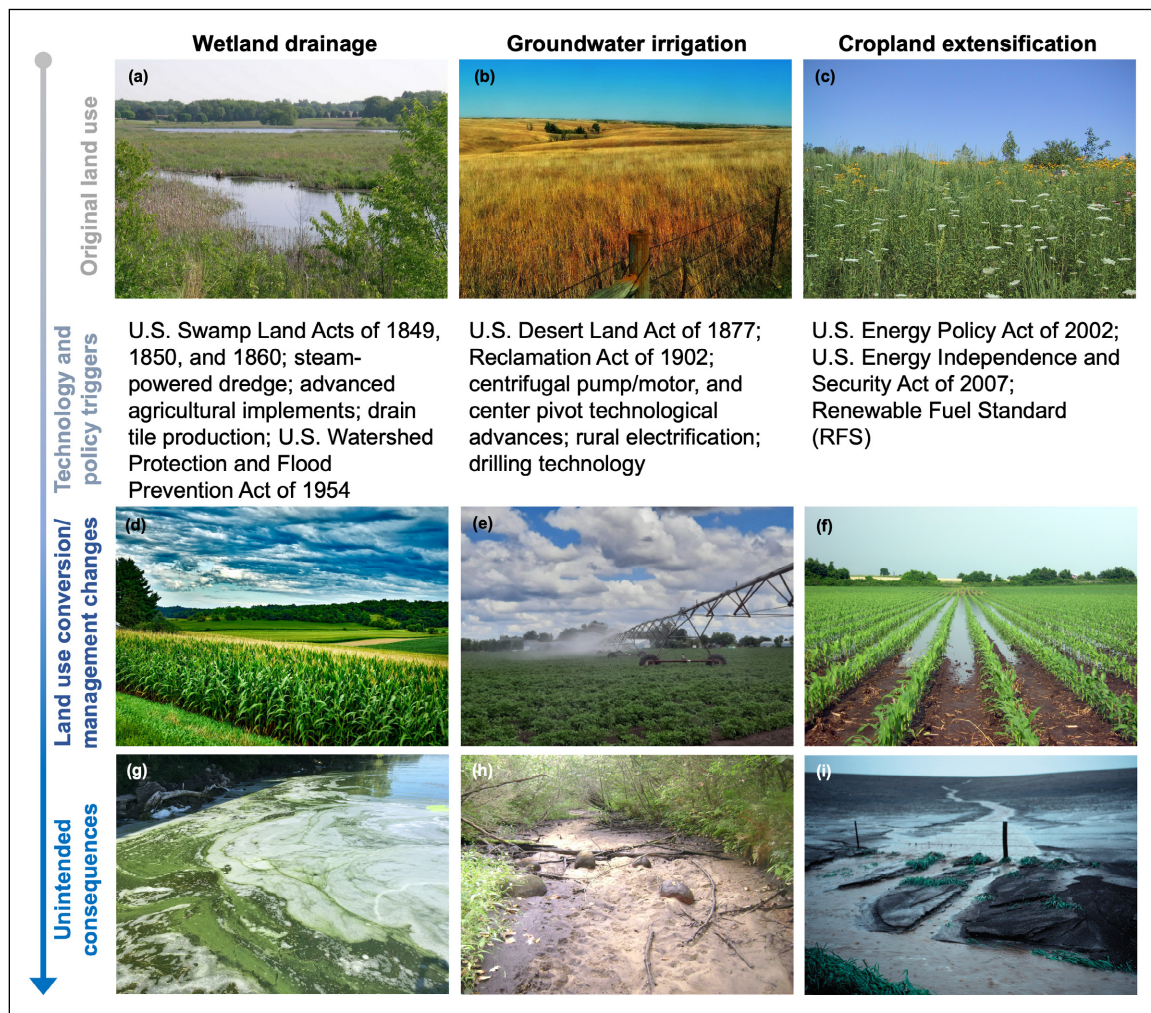 Wetland drainage
Groundwater irrigation
Cropland extensification
Original land use
(a)
(b)
(c)
Technology and
policy triggers
U.S. Swamp Land Acts of 1849,
1850, and 1860; steam-
powered dredge; advanced
agricultural implements; drain
tile production; U.S. Watershed
Protection and Flood
Prevention Act of 1954
U.S. Desert Land Act of 1877;
Reclamation Act of 1902;
centrifugal pump/motor, and
center pivot technological
advances; rural electrification;
drilling technology
U.S. Energy Policy Act of 2002;
U.S. Energy Independence and
Security Act of 2007;
Renewable Fuel Standard
(RFS)
Land use conversion/
management changes
(d)
(e)
(f)
Unintended
consequences
(g)
(h)
(i)